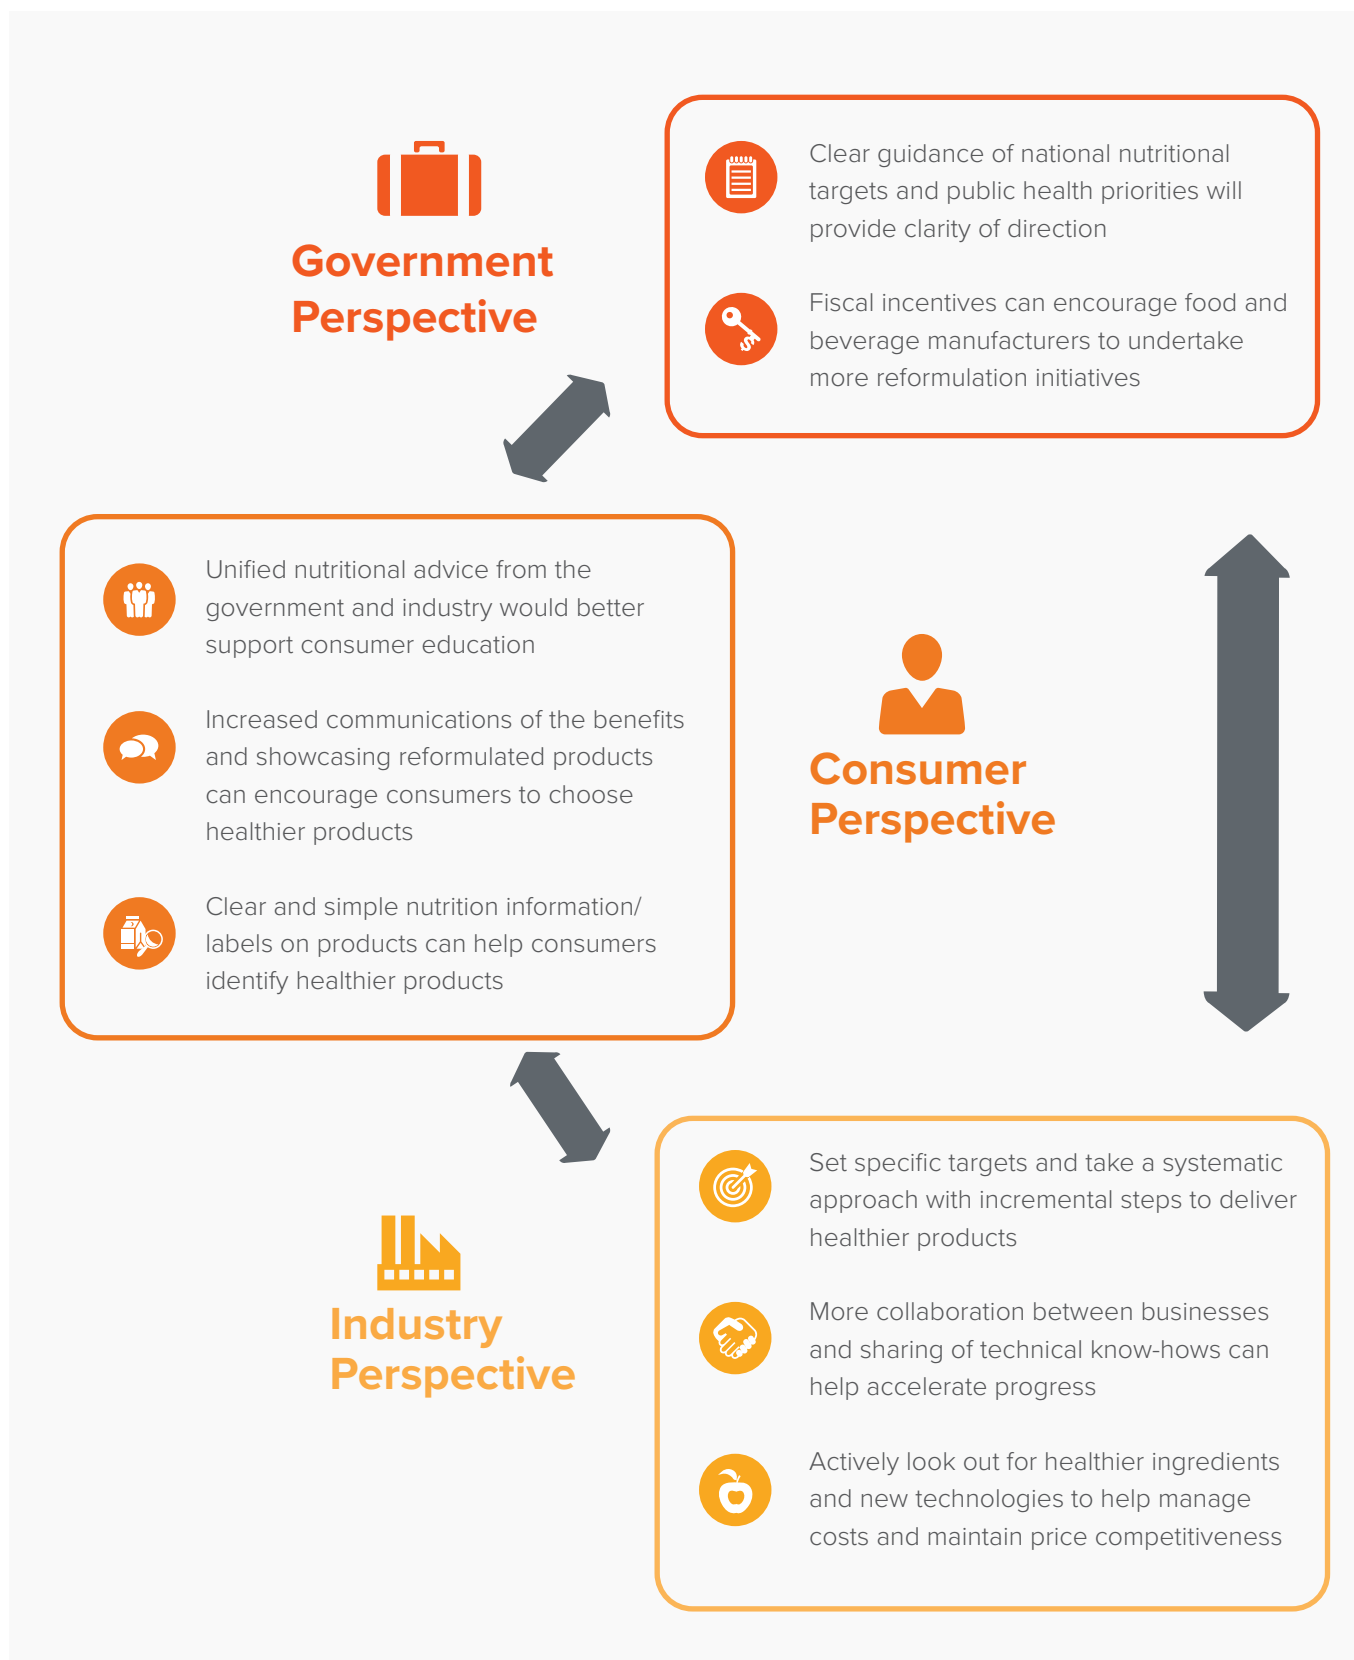 Government
Perspective
Clear guidance of national nutritional
targets and public health priorities will
provide clarity of direction
Fiscal incentives can encourage food and
beverage manufacturers to undertake
more reformulation initiatives
Unified nutritional advice from the
government and industry would better
support consumer education
Increased communications of the benefits
and showcasing reformulated products
can encourage consumers to choose
healthier products
Clear and simple nutrition information/
labels on products can help consumers
identify healthier products
Consumer
Perspective
Industry
Perspective
Set specific targets and take a systematic
approach with incremental steps to deliver
healthier products
More collaboration between businesses
and sharing of technical know-hows can
help accelerate progress
Actively look out for healthier ingredients
and new technologies to help manage
costs and maintain price competitiveness